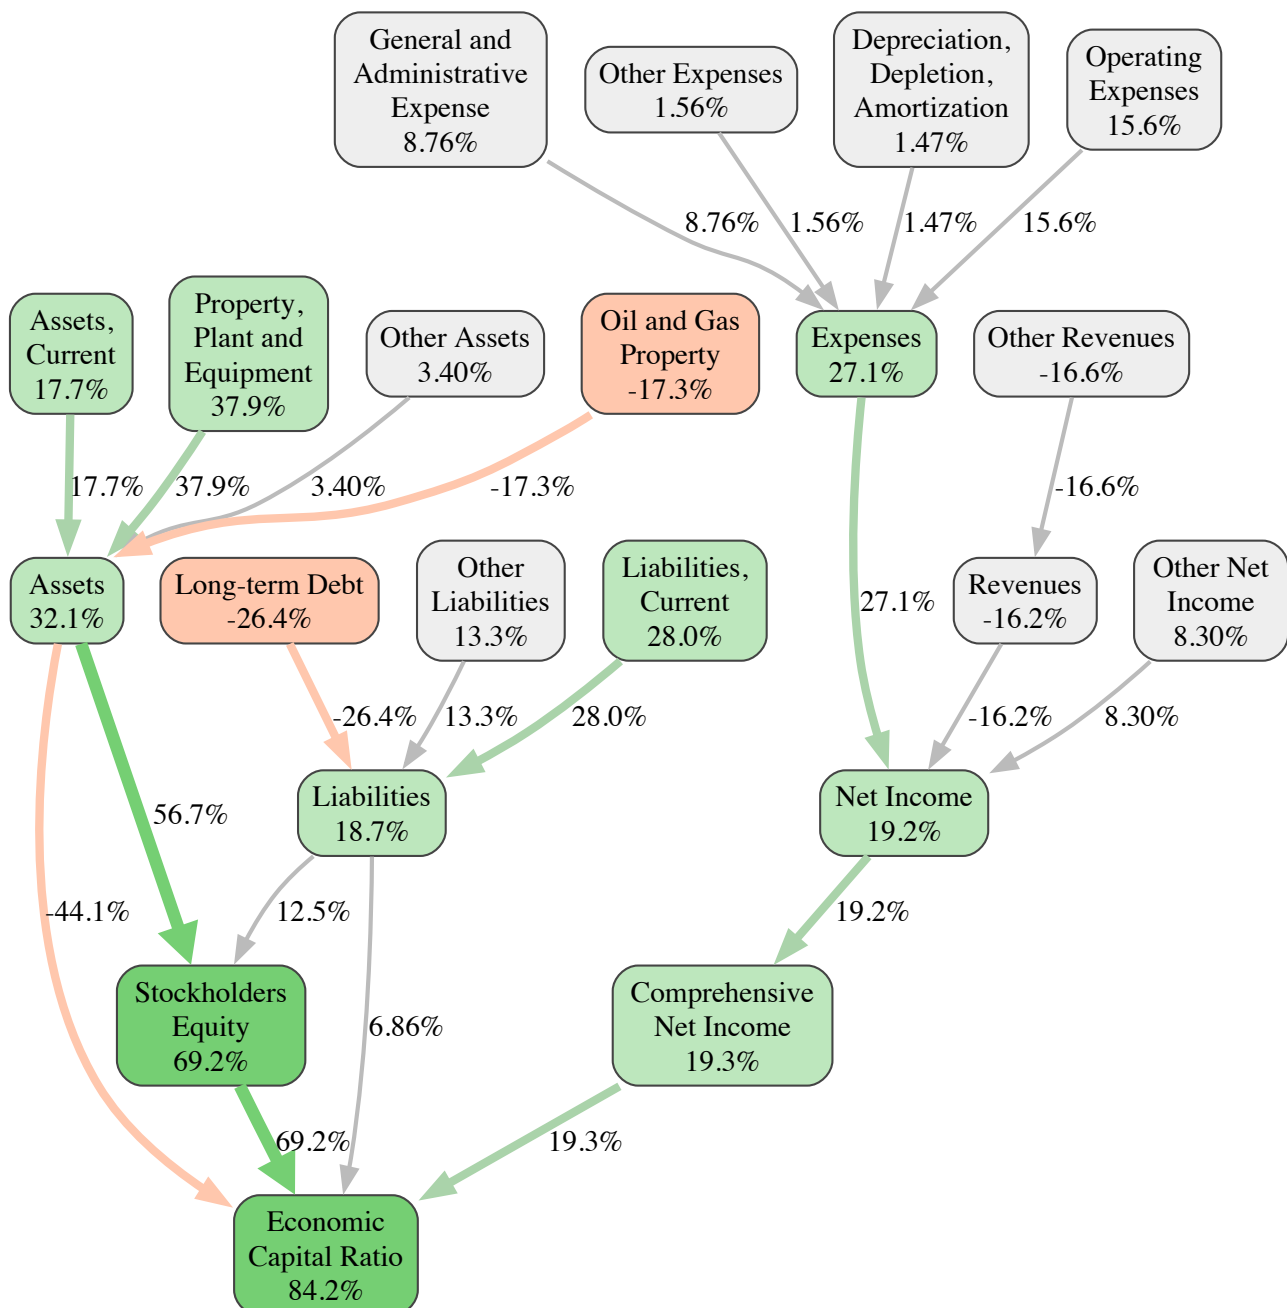 General and
Administrative
Expense
8.76%
Other Expenses
1.56%
Depreciation,
Depletion,
Amortization
1.47%
Operating
Expenses
15.6%
8.76%
1.56%
1.47%
15.6%
Assets,
Current
17.7%
Property,
Plant and
Equipment
37.9%
Other Assets
3.40%
Oil and Gas
Property
-17.3%
Expenses
27.1%
Other Revenues
-16.6%
17.7%
37.9%
3.40%
-17.3%
-16.6%
Assets
32.1%
Long-term Debt
-26.4%
Other
Liabilities
13.3%
Liabilities,
Current
28.0%
27.1%
Revenues
-16.2%
Other Net
Income
8.30%
-26.4%
13.3%
28.0%
-16.2%
8.30%
56.7%
Liabilities
18.7%
Net Income
19.2%
-44.1%
12.5%
19.2%
Stockholders
Equity
69.2%
6.86%
Comprehensive
Net Income
19.3%
69.2%
19.3%
Economic
Capital Ratio
84.2%